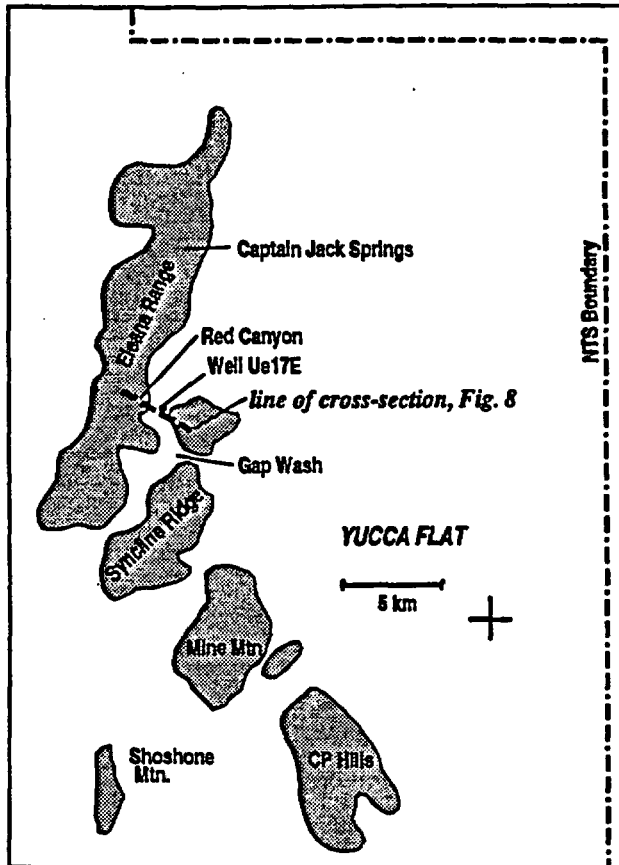 Captain Jack Springs
NTS Boundary
Eleana Range
Red Canyon
Well Ue17E
line of cross-section, Fig. 8
Gap Wash
Syncline Ridge
YUCCA FLAT
5 km
Mine Mtn
Shoshone
Mtn.
CP Hills